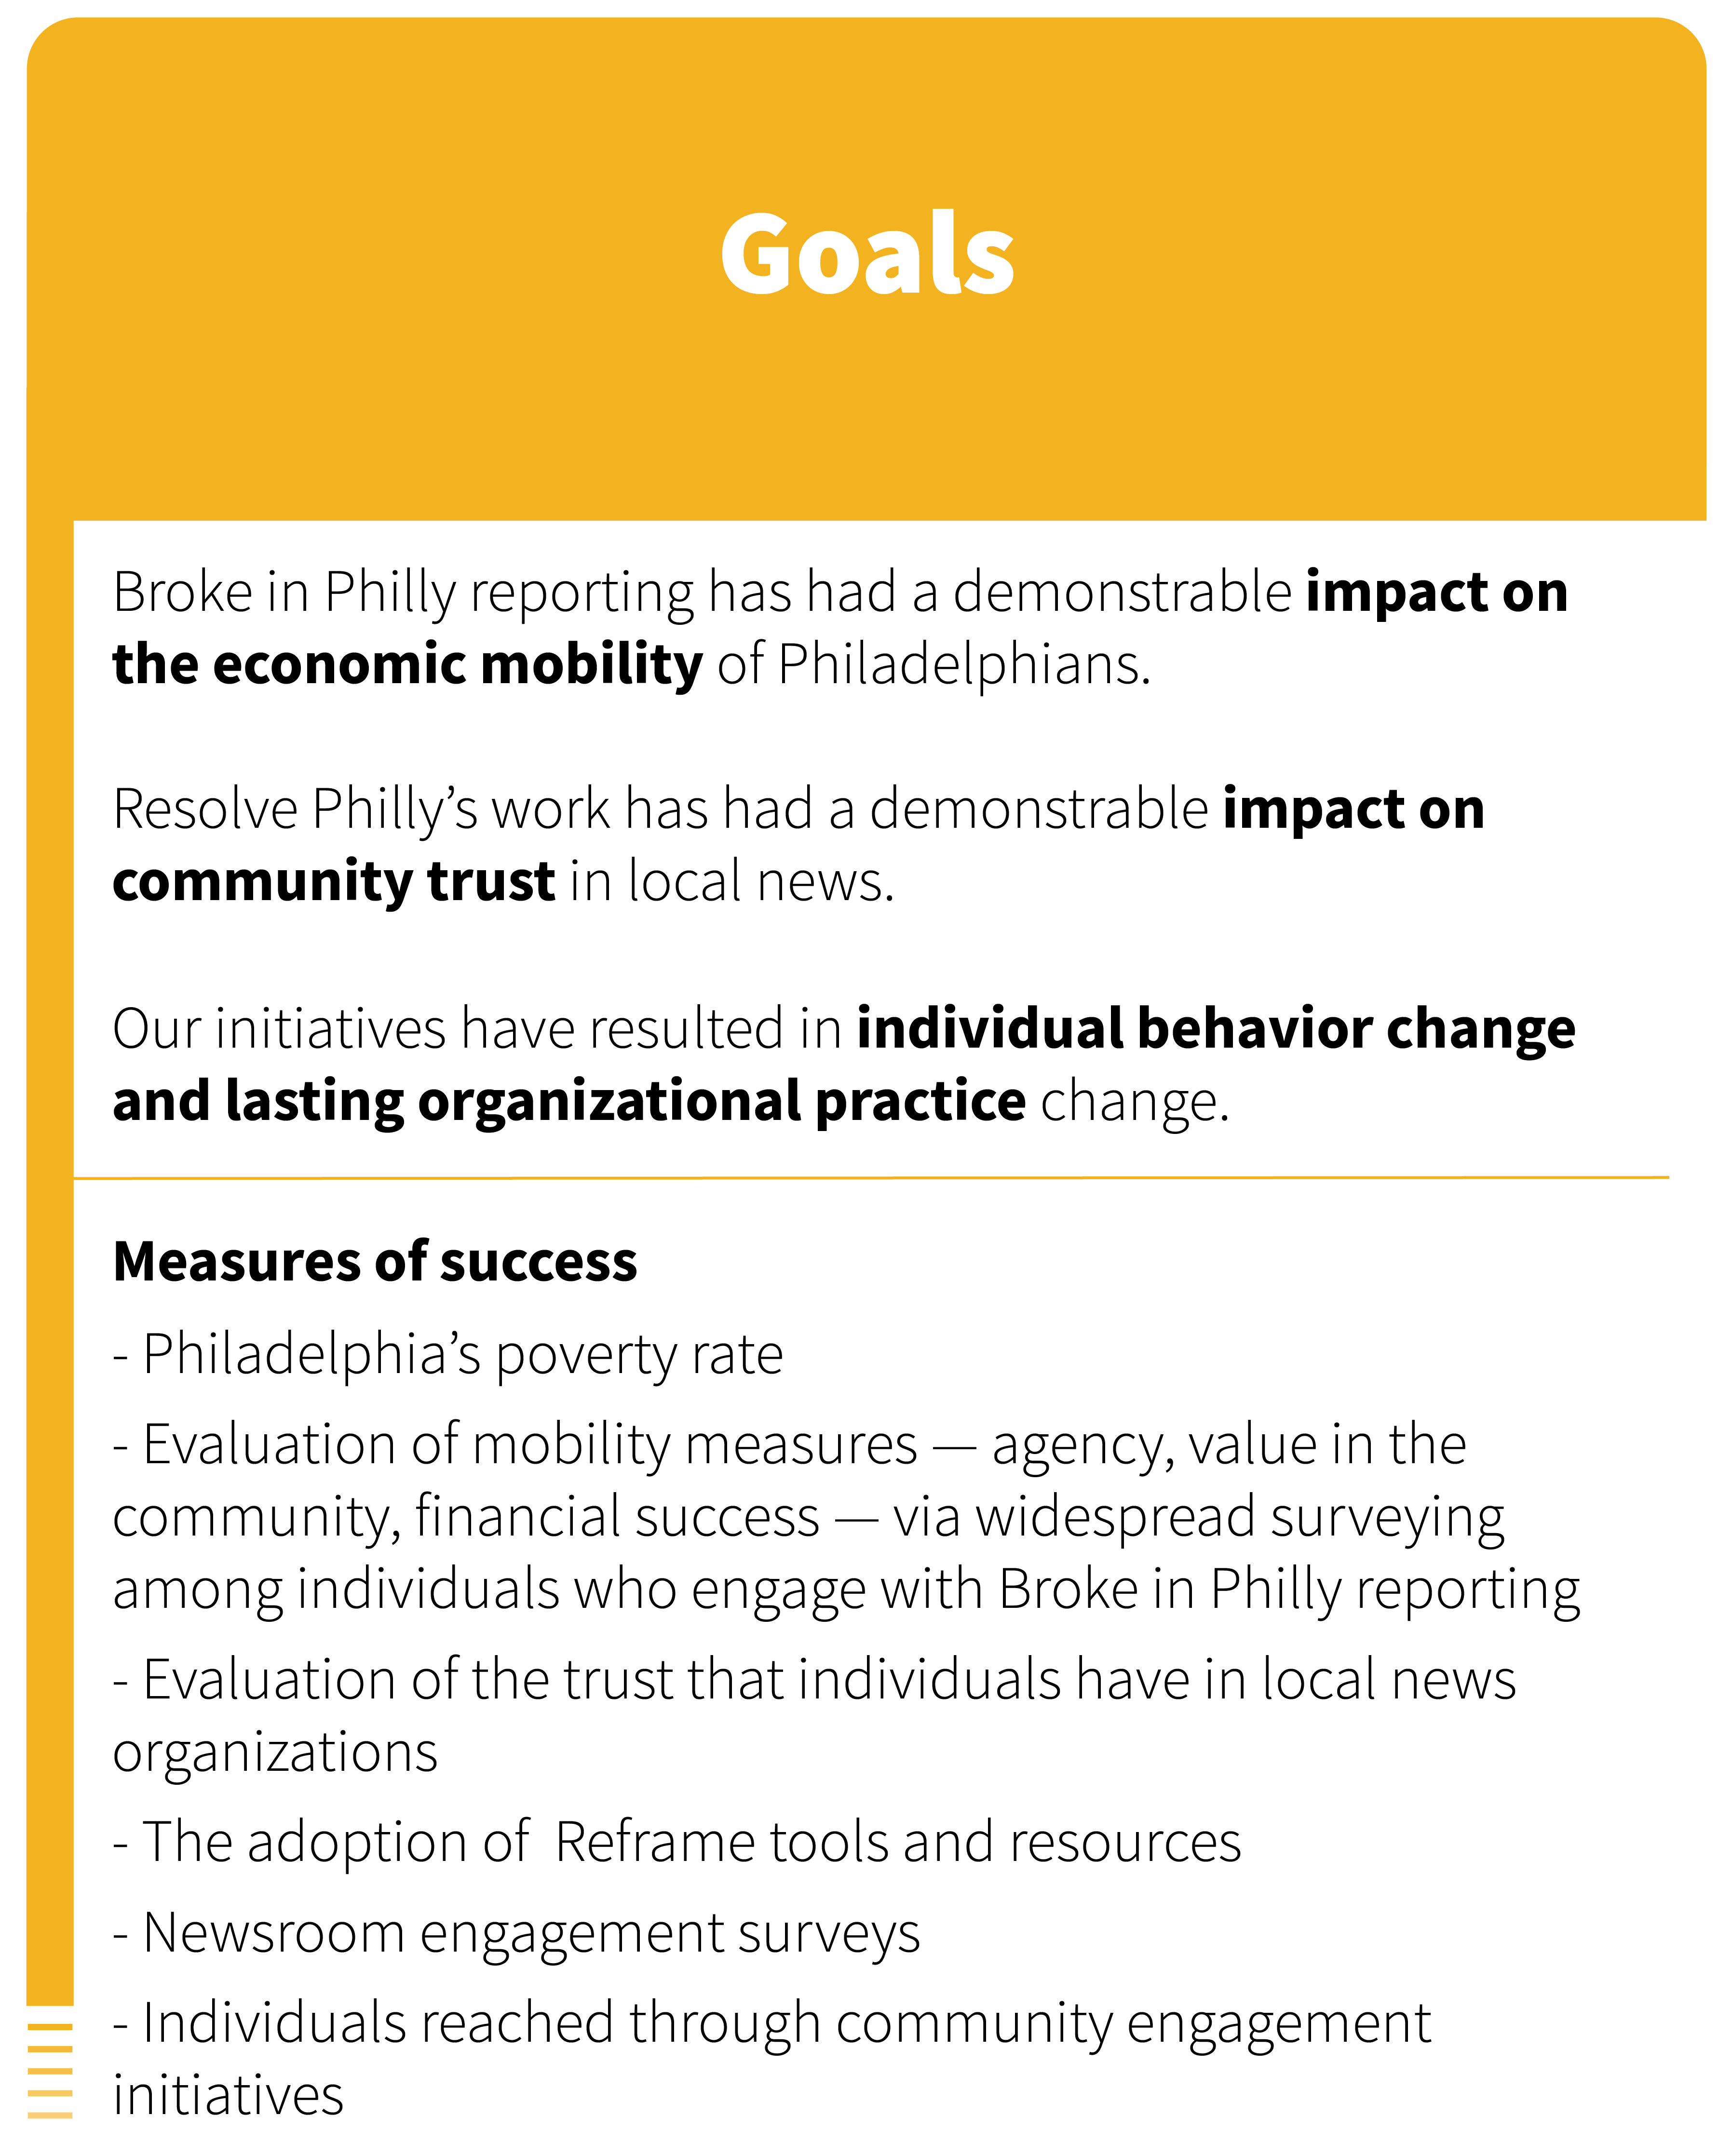 Goals
Broke in Philly reporting has had a demonstrable impact on
the economic mobility of Philadelphians.
Resolve Philly’s work has had a demonstrable impact on
community trust in local news.
Our initiatives have resulted in individual behavior change
and lasting organizational practice change.
Measures of success
- Philadelphia’s poverty rate
- Evaluation of mobility measures — agency, value in the
community, financial success — via widespread surveying
among individuals who engage with Broke in Philly reporting
- Evaluation of the trust that individuals have in local news
organizations
- The adoption of  Reframe tools and resources
- Newsroom engagement surveys
- Individuals reached through community engagement
initiatives